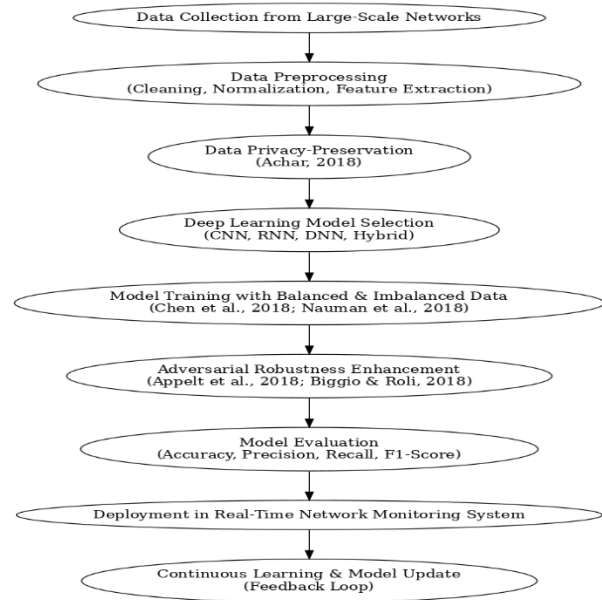 Data Collection from Large-Scale Networks
Data Preprocessing
(Cleaning, Normalization, Feature Extraction)
Data Privacy-Preservation
(Achar, 2018)
Deep Learning Model Selection
(CNN, RNN, DNN, Hybrid)
Model Training with Balanced & Imbalanced Data
(Chen et al., 2018; Nauman et al., 2018)
Adversarial Robustness Enhancement
(Appelt et al., 2018; Biggio & Roli, 2018)
Model Evaluation
(Accuracy, Precision, Recall, F1-Score)
Deployment in Real-Time Network Monitoring System
Continuous Learning & Model Update
(Feedback Loop)